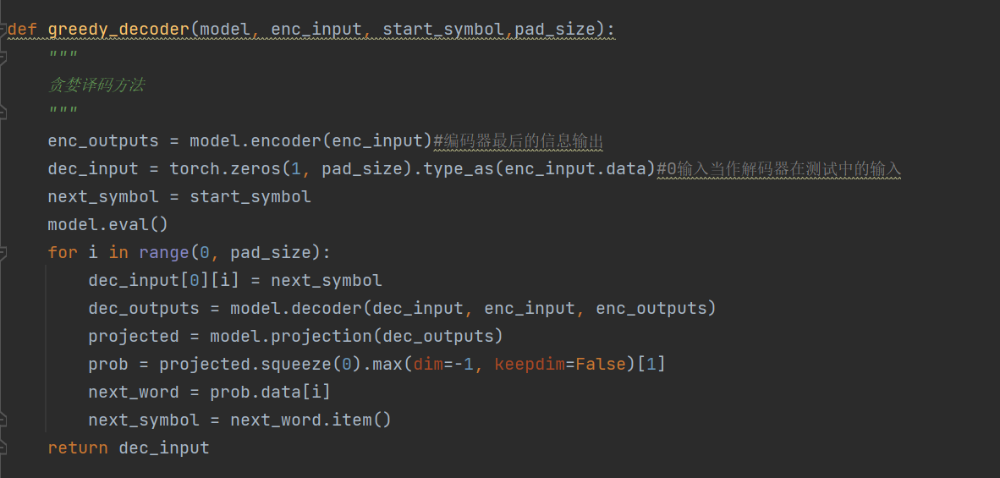 def greedy_decoder(model, enc_input, start_symbol,pad_size):
    """
    贪婪译码方法
    """
    enc_outputs = model.encoder(enc_input)#编码器最后的信息输出
    dec_input = torch.zeros(1, pad_size).type_as(enc_input.data)#0输入当作解码器在测试中的输入
    next_symbol = start_symbol
    model.eval()
    for i in range(0, pad_size):
        dec_input[0][i] = next_symbol
        dec_outputs = model.decoder(dec_input, enc_input, enc_outputs)
        projected = model.projection(dec_outputs)
        prob = projected.squeeze(0).max(dim=-1, keepdim=False)[1]
        next_word = prob.data[i]
        next_symbol = next_word.item()
    return dec_input